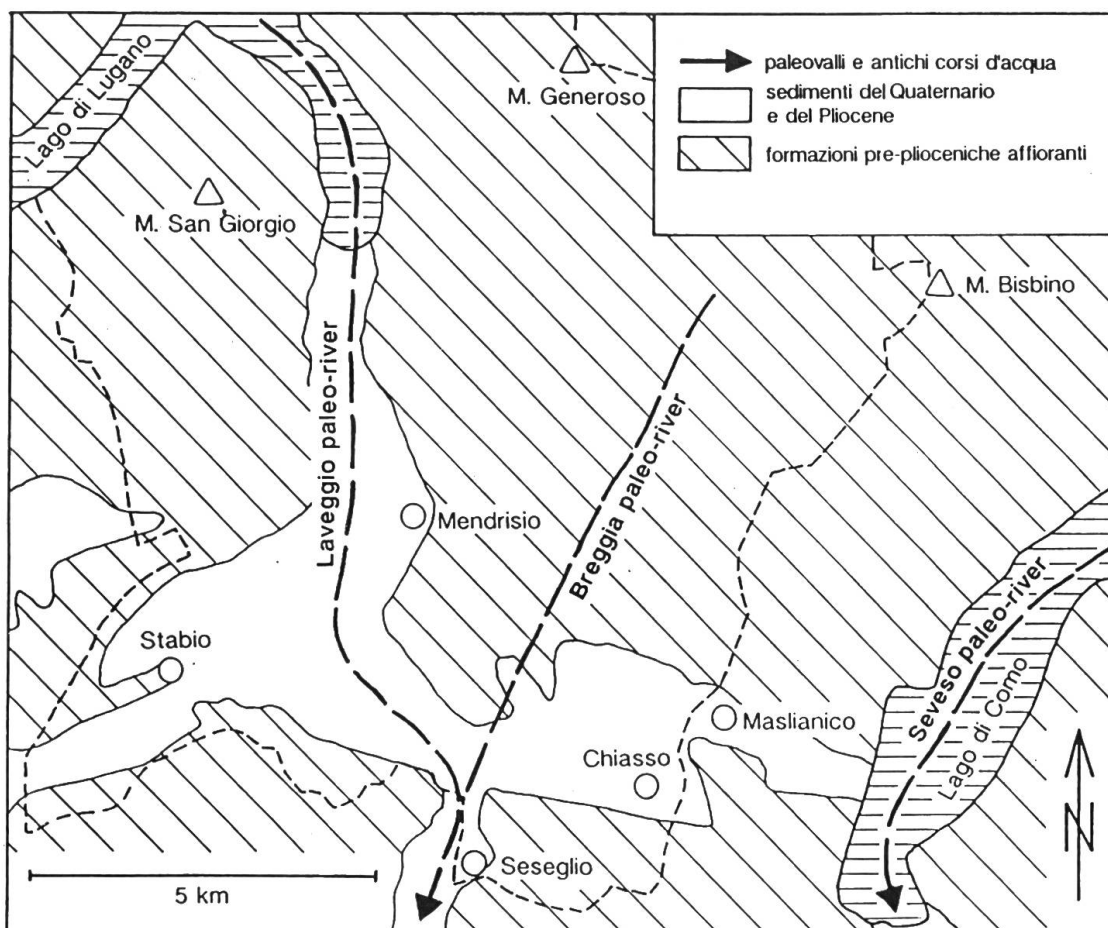 Lago di Lugano
M. Generoso
paleovalli e antichi corsi d'acqua
sedimenti del Quaternario
e del Pliocene
formazioni pre-plioceniche affioranti
M. San Giorgio
M. Bisbino
Laveggio paleo-river
Breggia paleo-river
Mendrisio
Seveso paleo-river
Lago di Como
Stabio
Maslianico
Chiasso
Seseglio
5 km
N